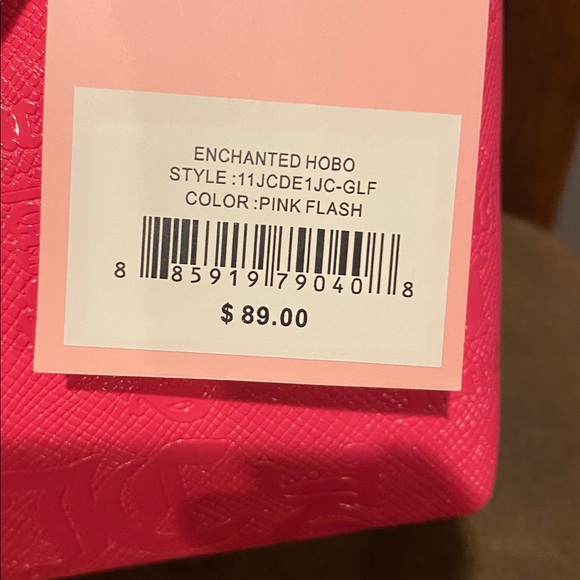 ENCHANTED HOBO
STYLE :11JCDE1JC-GLF
COLOR :PINK FLASH
8 85919 79040 8
$ 89.00